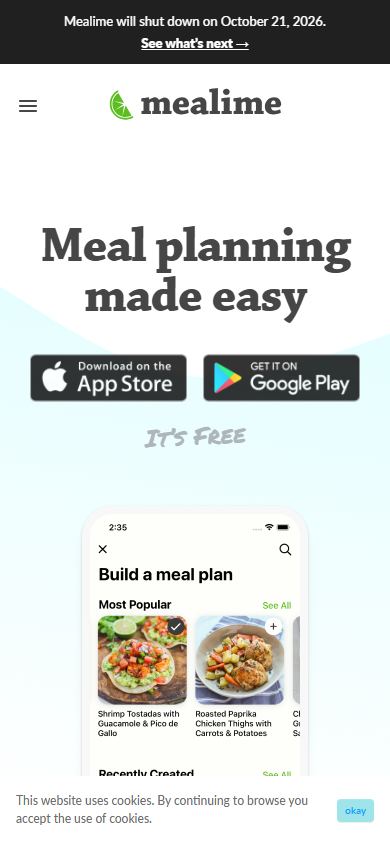 Mealime will shut down on October 21, 2026.
See what's next →
mealime
Meal planning
made easy
Download on the
App Store
GET IT ON
Google Play
IT'S FREE
2:35
Build a meal plan
Most Popular
See All
Shrimp Tostadas with
Guacamole & Pico de
Gallo
Roasted Paprika
Chicken Thighs with
Carrots & Potatoes
Recently Created
See All
This website uses cookies. By continuing to browse you
accept the use of cookies.
okay